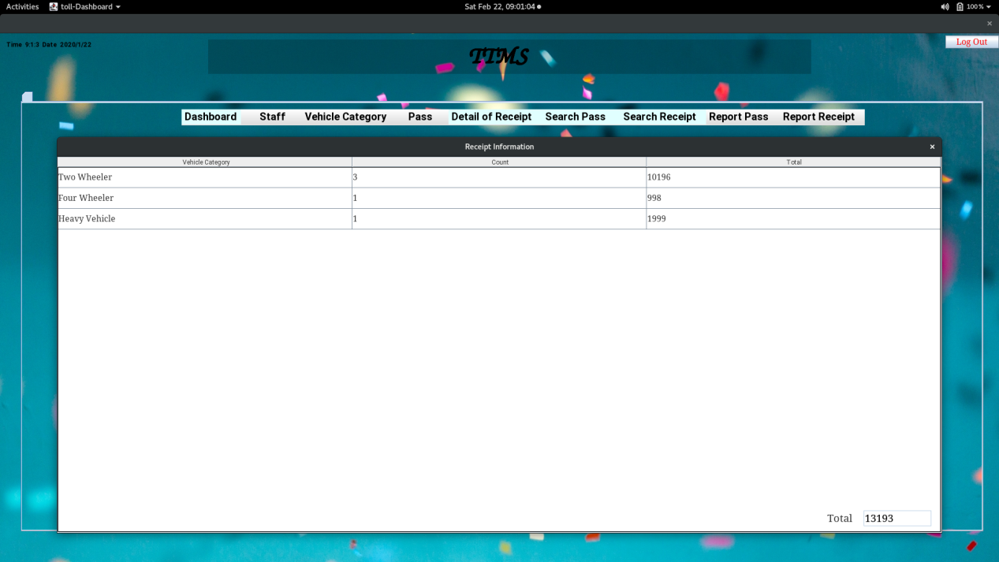 Activities toll-Dashboard Sat Feb 22, 09:01:04 100%
Time 9:1:3 Date 2020/1/22 TTMS Log Out
Dashboard Staff Vehicle Category Pass Detail of Receipt Search Pass Search Receipt Report Pass Report Receipt
Receipt Information
Vehicle Category Count Total
Two Wheeler 3 10196
Four Wheeler 1 998
Heavy Vehicle 1 1999
Total 13193